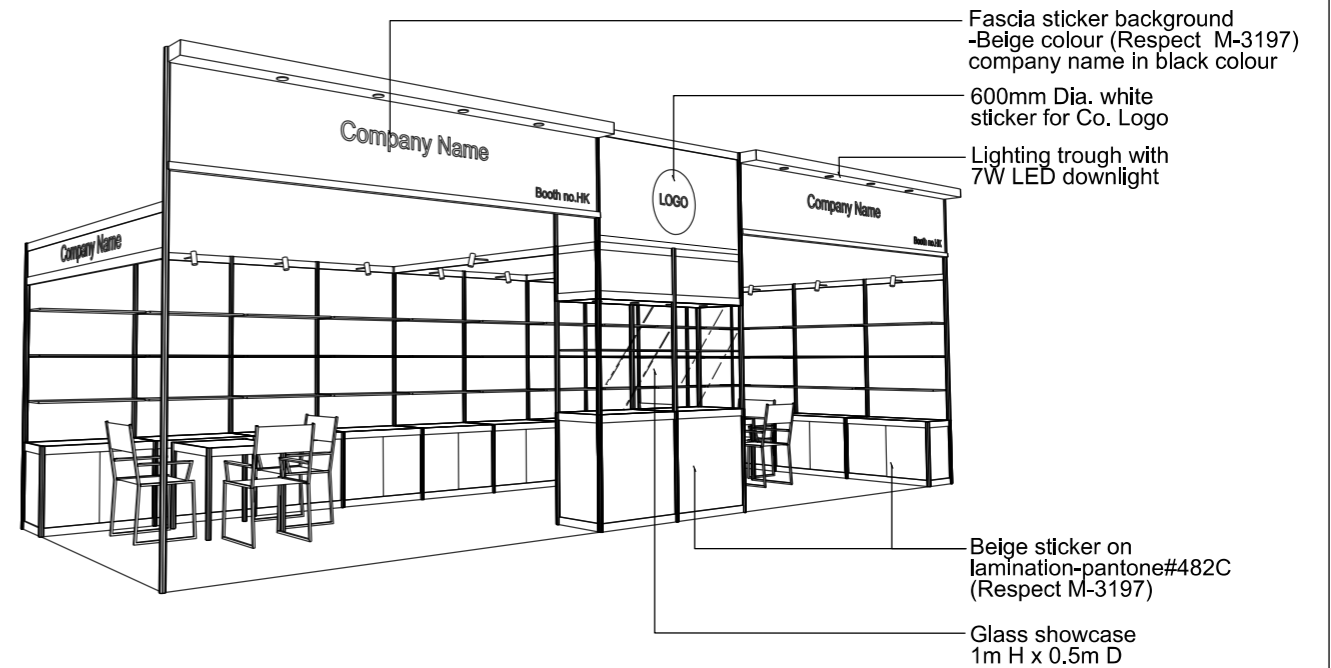 Fascia sticker background
-Beige colour (Respect M-3197)
company name in black colour
600mm Dia. white
sticker for Co. Logo
Lighting trough with
7W LED downlight
Company Name
Booth no.HK
LOGO
Company Name
Booth no.HK
Company Name
Beige sticker on
lamination-pantone#482C
(Respect M-3197)
Glass showcase
1m H x 0.5m D